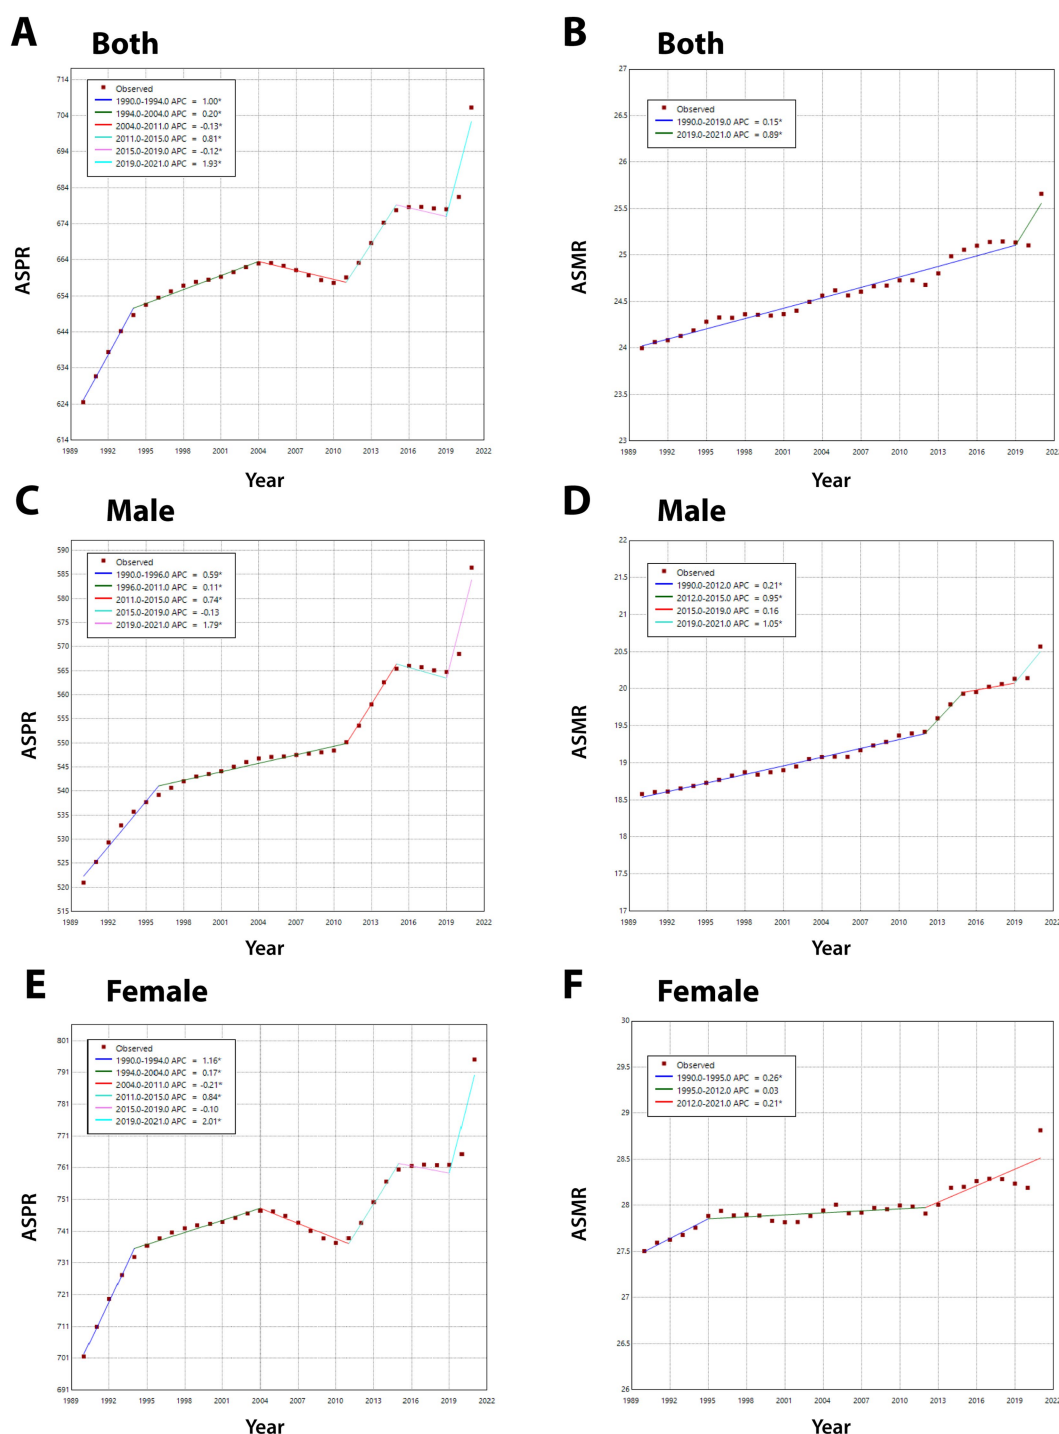 A Both
714
704
694
684
674
664
654
644
634
624
614
Observed
1990.0-1994.0 APC = 1.00*
1994.0-2004.0 APC = 0.20*
2004.0-2011.0 APC = -0.13*
2011.0-2015.0 APC = 0.81*
2015.0-2019.0 APC = -0.12*
2019.0-2021.0 APC = 1.93*
ASPR
1989 1992 1995 1998 2001 2004 2007 2010 2013 2016 2019 2022
Year
B Both
27
26.5
26
25.5
25
24.5
24
23.5
23
Observed
1990.0-2019.0 APC = 0.15*
2019.0-2021.0 APC = 0.89*
ASMR
1989 1992 1995 1998 2001 2004 2007 2010 2013 2016 2019 2022
Year
C Male
590
585
580
575
570
565
560
555
550
545
540
535
530
525
520
515
Observed
1990.0-1996.0 APC = 0.59*
1996.0-2011.0 APC = 0.11*
2011.0-2015.0 APC = 0.74*
2015.0-2019.0 APC = -0.13
2019.0-2021.0 APC = 1.79*
ASPR
1989 1992 1995 1998 2001 2004 2007 2010 2013 2016 2019 2022
Year
D Male
22
21.5
21
20.5
20
19.5
19
18.5
18
17.5
17
Observed
1990.0-2012.0 APC = 0.21*
2012.0-2015.0 APC = 0.95*
2015.0-2019.0 APC = 0.16
2019.0-2021.0 APC = 1.05*
ASMR
1989 1992 1995 1998 2001 2004 2007 2010 2013 2016 2019 2022
Year
E Female
801
791
781
771
761
751
741
731
721
711
701
691
Observed
1990.0-1994.0 APC = 1.16*
1994.0-2004.0 APC = 0.17*
2004.0-2011.0 APC = -0.21*
2011.0-2015.0 APC = 0.84*
2015.0-2019.0 APC = -0.10
2019.0-2021.0 APC = 2.01*
ASPR
1989 1992 1995 1998 2001 2004 2007 2010 2013 2016 2019 2022
Year
F Female
30
29.5
29
28.5
28
27.5
27
26.5
26
Observed
1990.0-1995.0 APC = 0.26*
1995.0-2012.0 APC = 0.03
2012.0-2021.0 APC = 0.21*
ASMR
1989 1992 1995 1998 2001 2004 2007 2010 2013 2016 2019 2022
Year